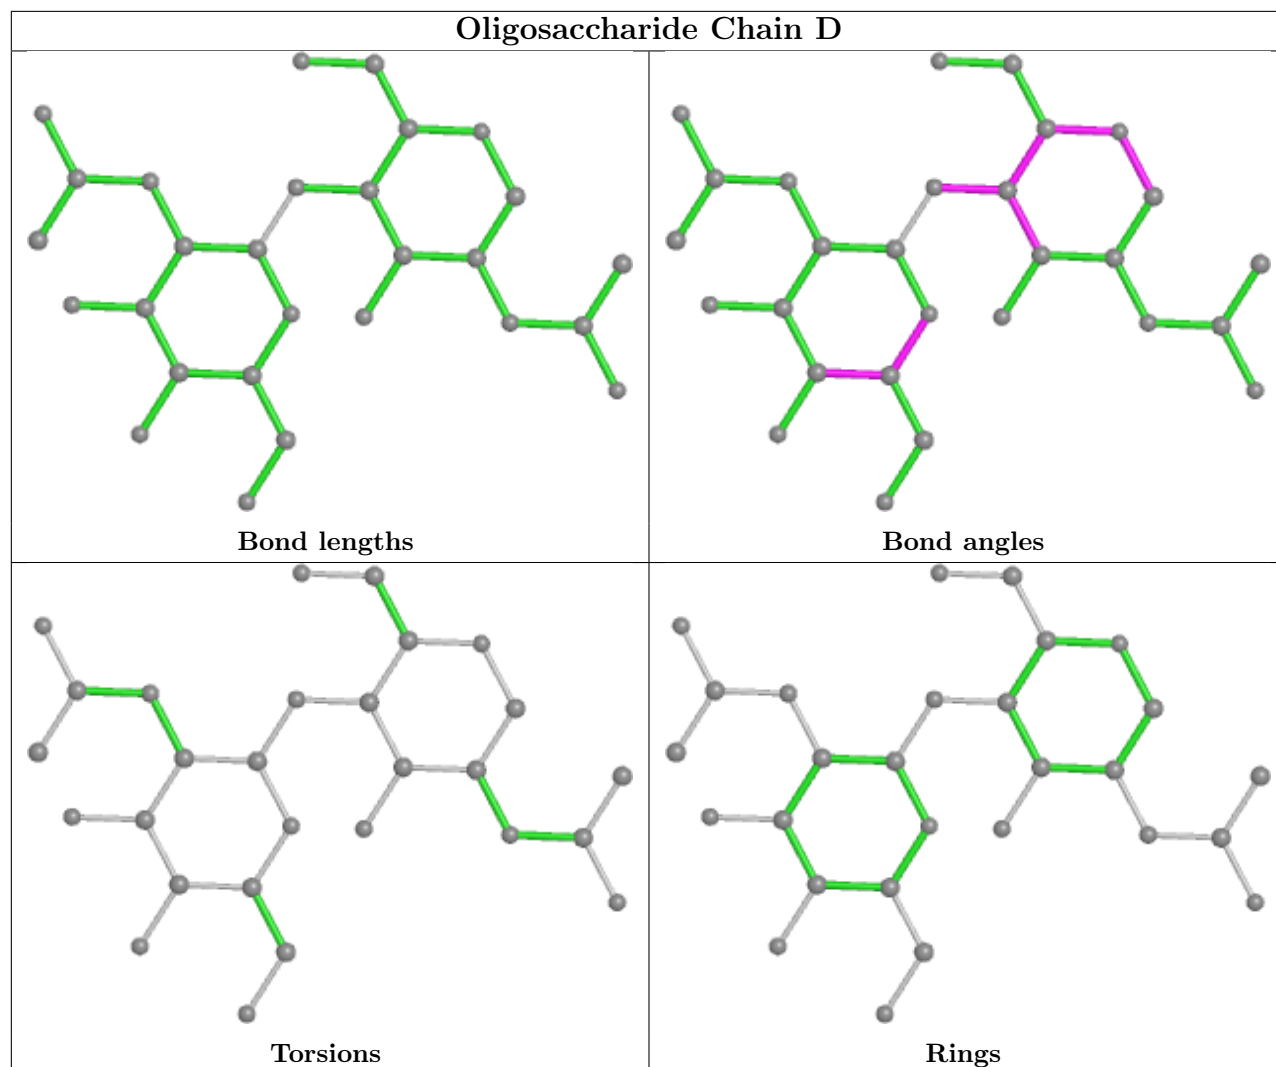 Oligosaccharide Chain D
Bond lengths
Bond angles
Torsions
Rings